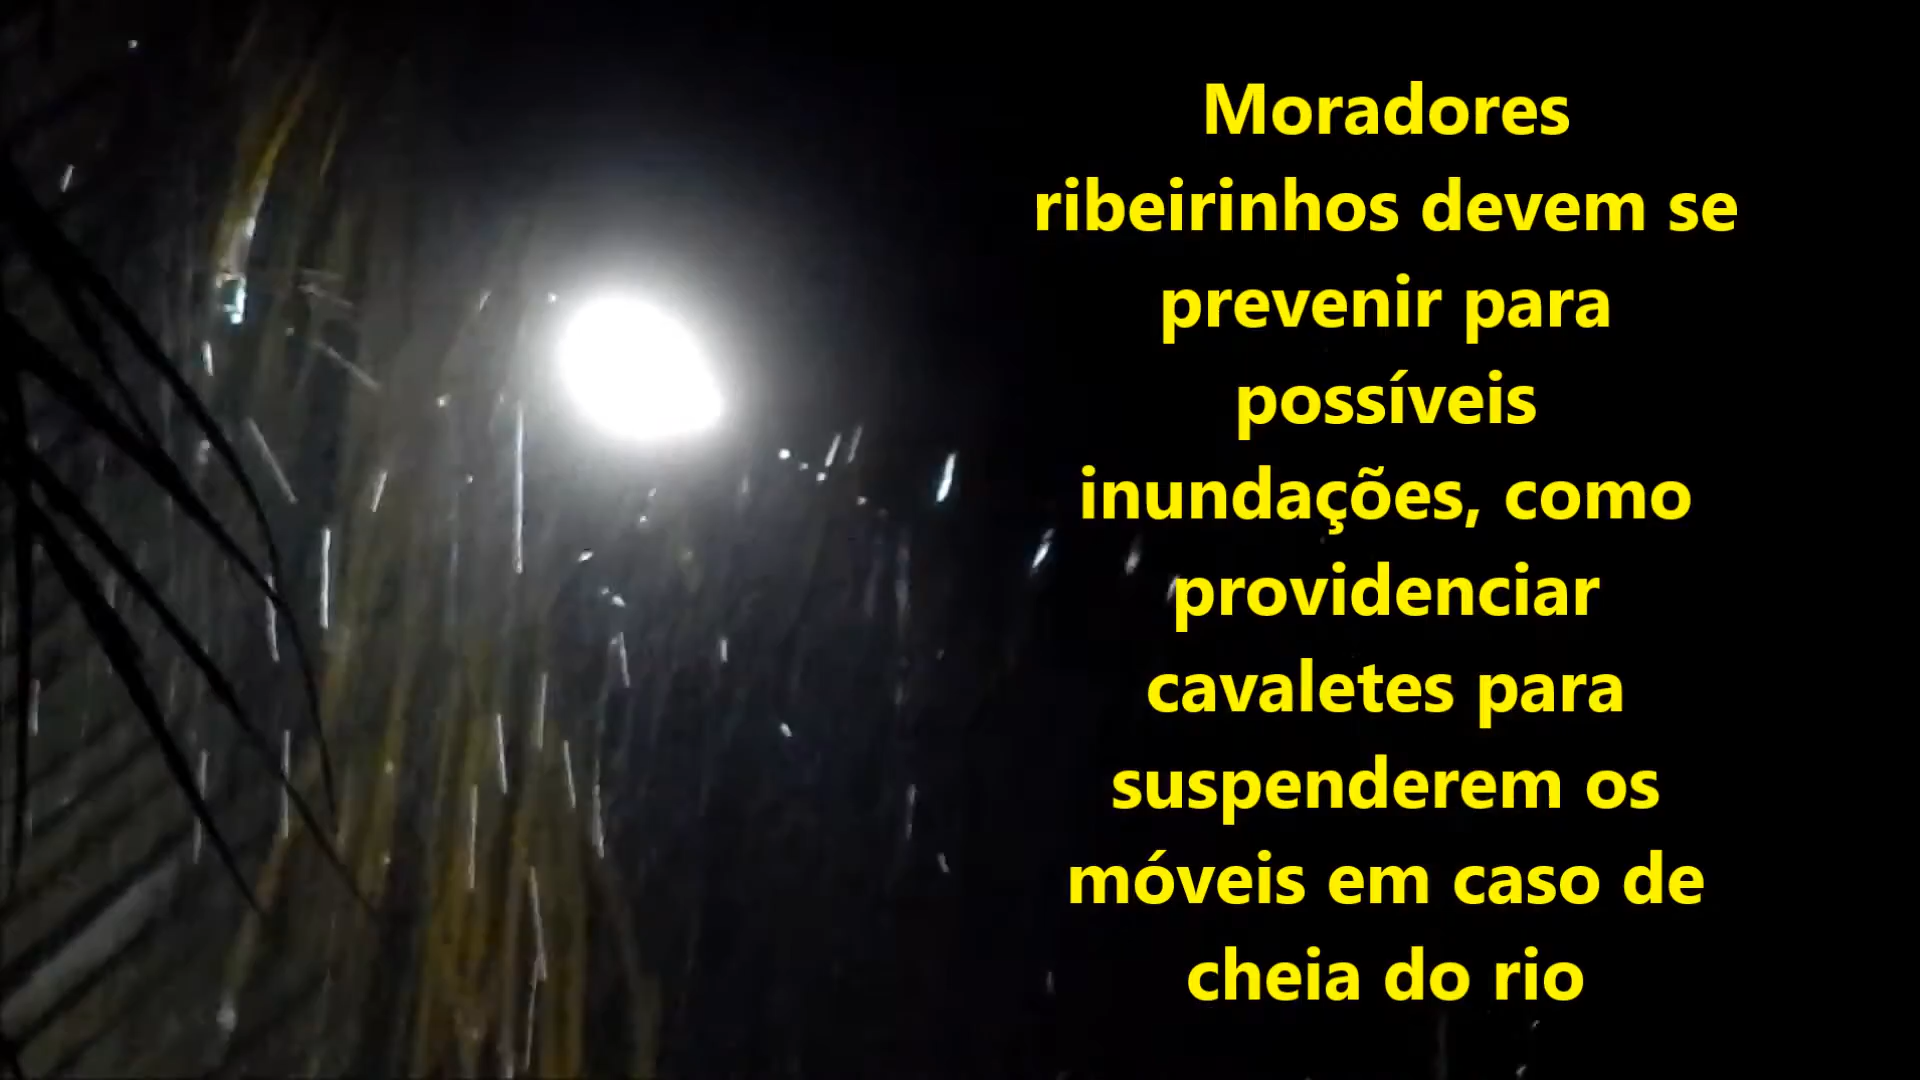 Moradores
ribeirinhos devem se
prevenir para
possíveis
inundações, como
providenciar
cavaletes para
suspenderem os
móveis em caso de
cheia do rio